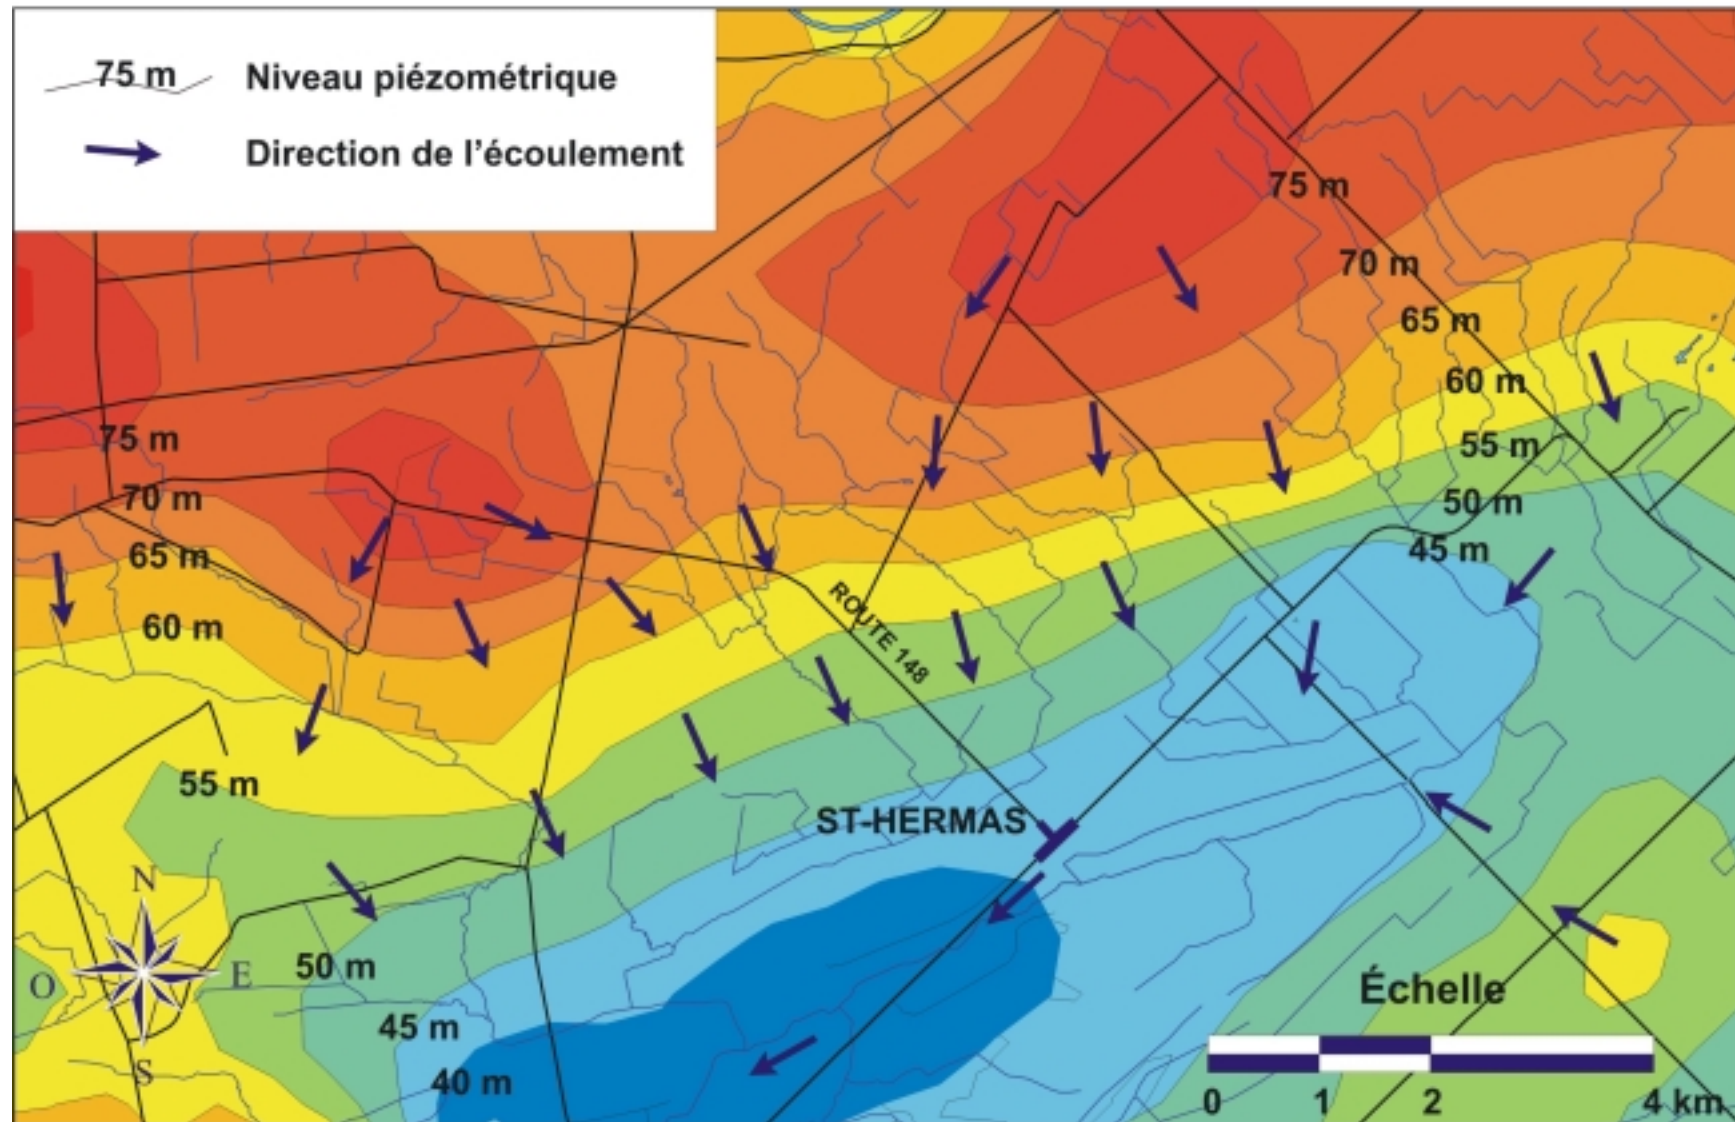 75 m Niveau piézométrique
Direction de l'écoulement
75 m
70 m
65 m
60 m
55 m
50 m
45 m
75 m
70 m
65 m
60 m
55 m
50 m
45 m
40 m
ROUTE 148
ST-HERMAS
N
O
E
S
Échelle
0 1 2 4 km